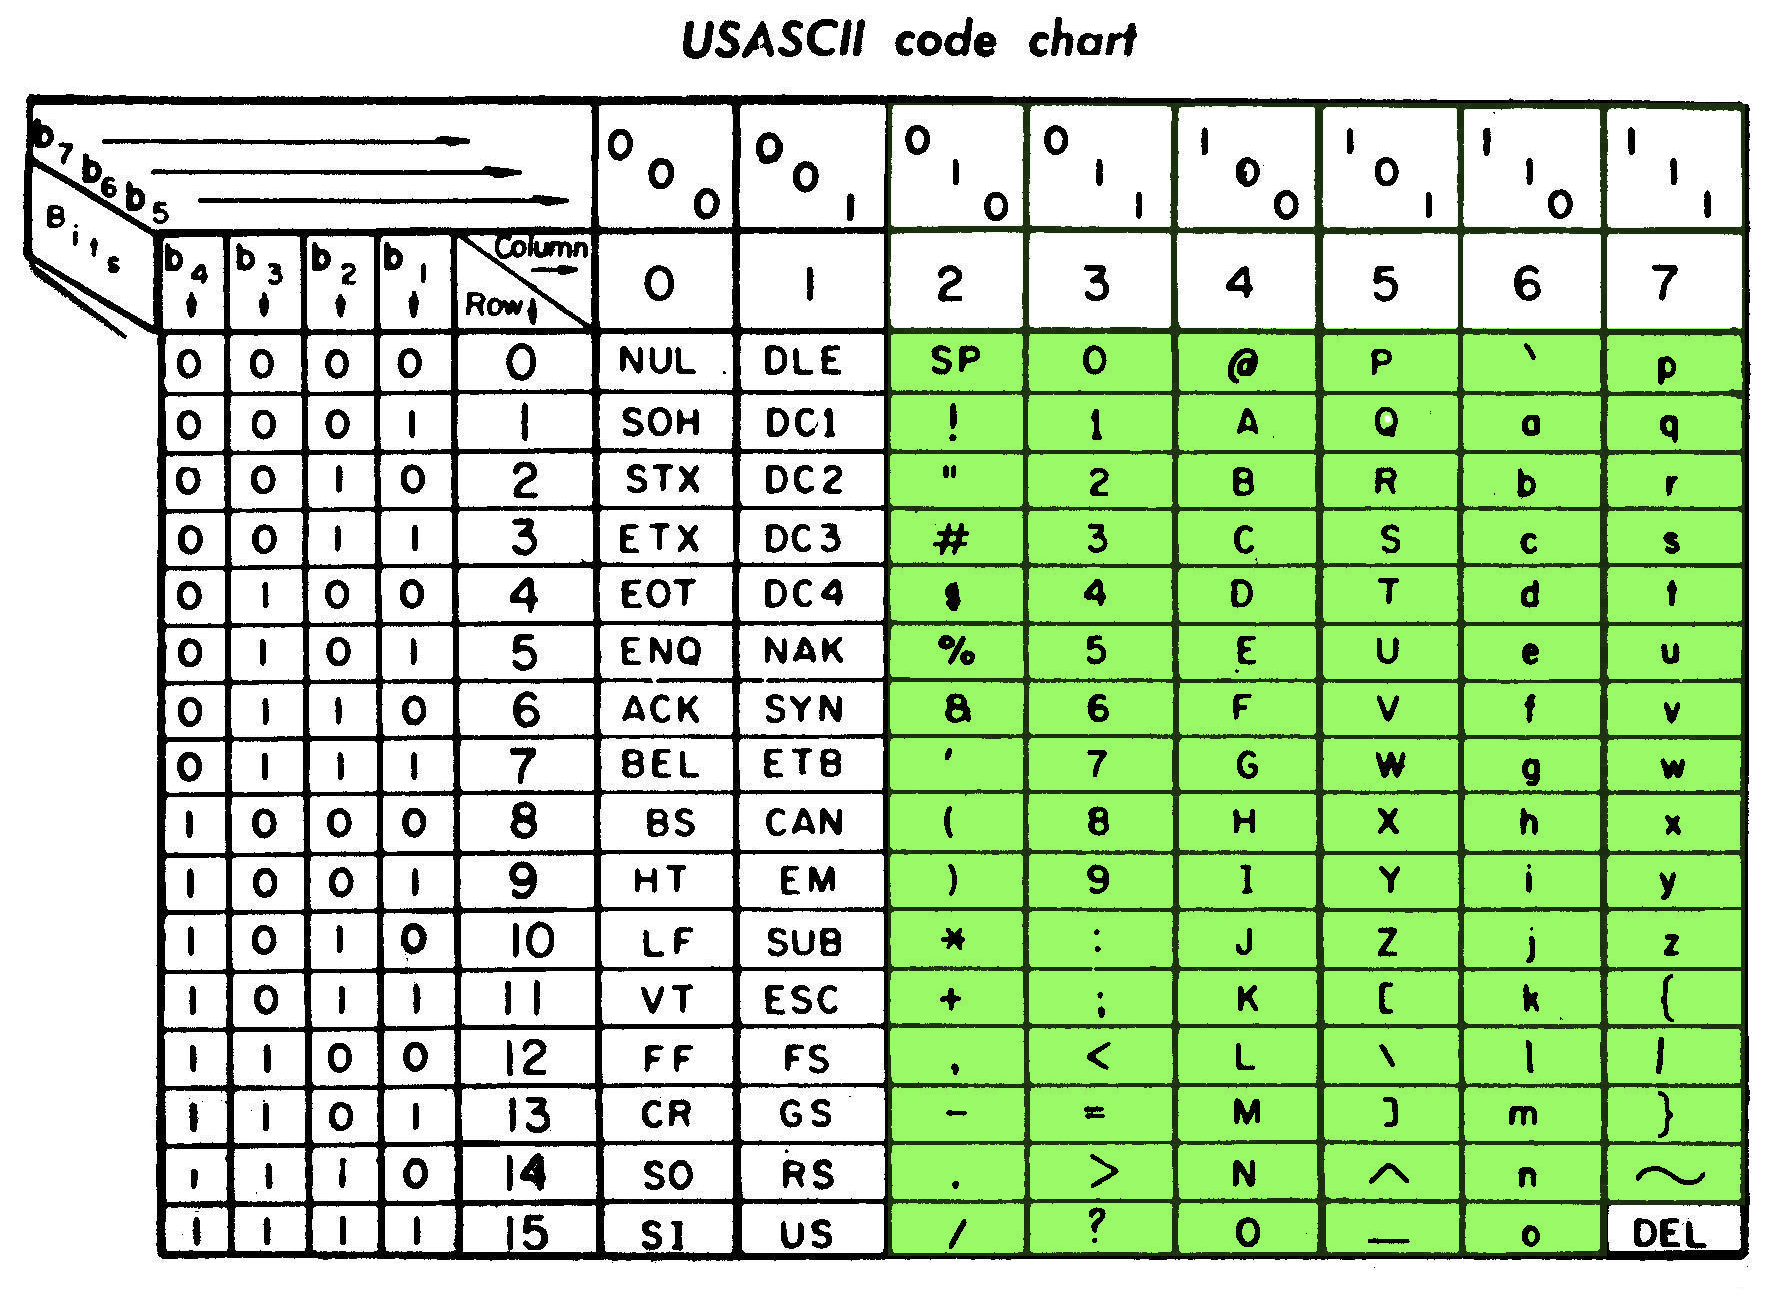 USASCII code chart
b7 b6 b5 0 0 0 0 0 1 0 1 0 0 1 1 1 0 0 1 0 1 1 1 0 1 1 1
Bits b4 b3 b2 b1 Column Row 0 1 2 3 4 5 6 7
0 0 0 0 0 NUL DLE SP 0 @ P ` p
0 0 0 1 1 SOH DC1 ! 1 A Q a q
0 0 1 0 2 STX DC2 " 2 B R b r
0 0 1 1 3 ETX DC3 # 3 C S c s
0 1 0 0 4 EOT DC4 $ 4 D T d t
0 1 0 1 5 ENQ NAK % 5 E U e u
0 1 1 0 6 ACK SYN & 6 F V f v
0 1 1 1 7 BEL ETB ' 7 G W g w
1 0 0 0 8 BS CAN ( 8 H X h x
1 0 0 1 9 HT EM ) 9 I Y i y
1 0 1 0 10 LF SUB * : J Z j z
1 0 1 1 11 VT ESC + ; K [ k {
1 1 0 0 12 FF FS , < L \ l |
1 1 0 1 13 CR GS - = M ] m }
1 1 1 0 14 SO RS . > N ^ n ~
1 1 1 1 15 SI US / ? O _ o DEL